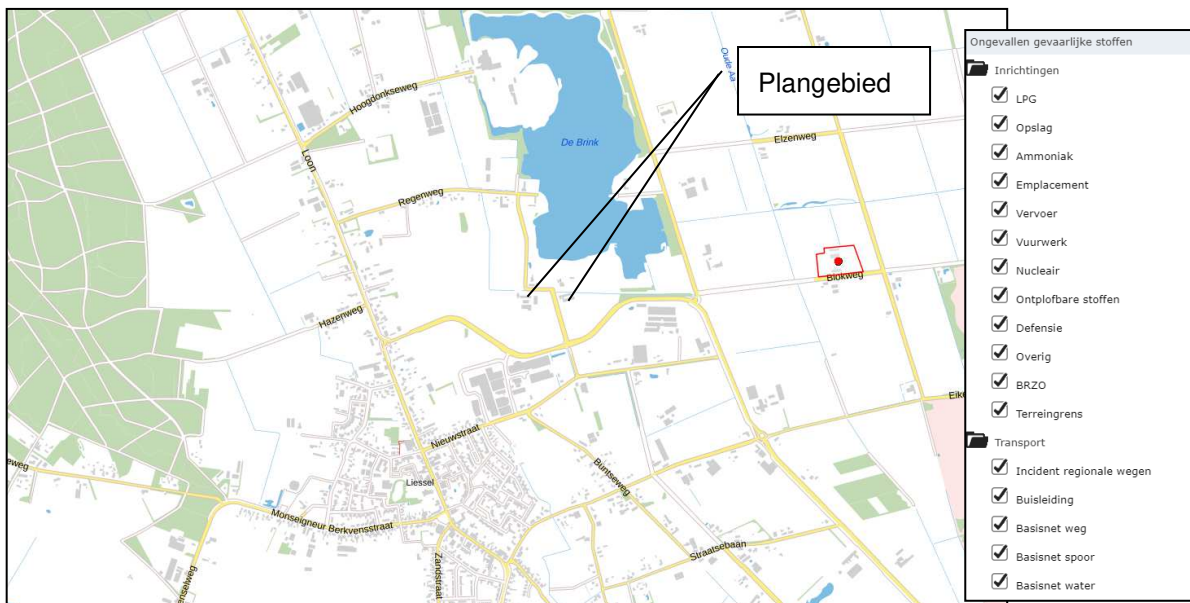 Plangebied
Oude Aa
Hoogdonkseweg
Loon
De Brink
Elzenweg
Regenweg
Blokweg
Hazenweg
Nieuwstraat
Liessel
Buntseweg
Monseigneur Berkvensstraat
Straatsebaan
Zandstraat
Ongevallen gevaarlijke stoffen
Inrichtingen
LPG
Opslag
Ammoniak
Emplacement
Vervoer
Vuurwerk
Nucleair
Ontplofbare stoffen
Defensie
Overig
BRZO
Terreingrens
Transport
Incident regionale wegen
Buisleiding
Basisnet weg
Basisnet spoor
Basisnet water